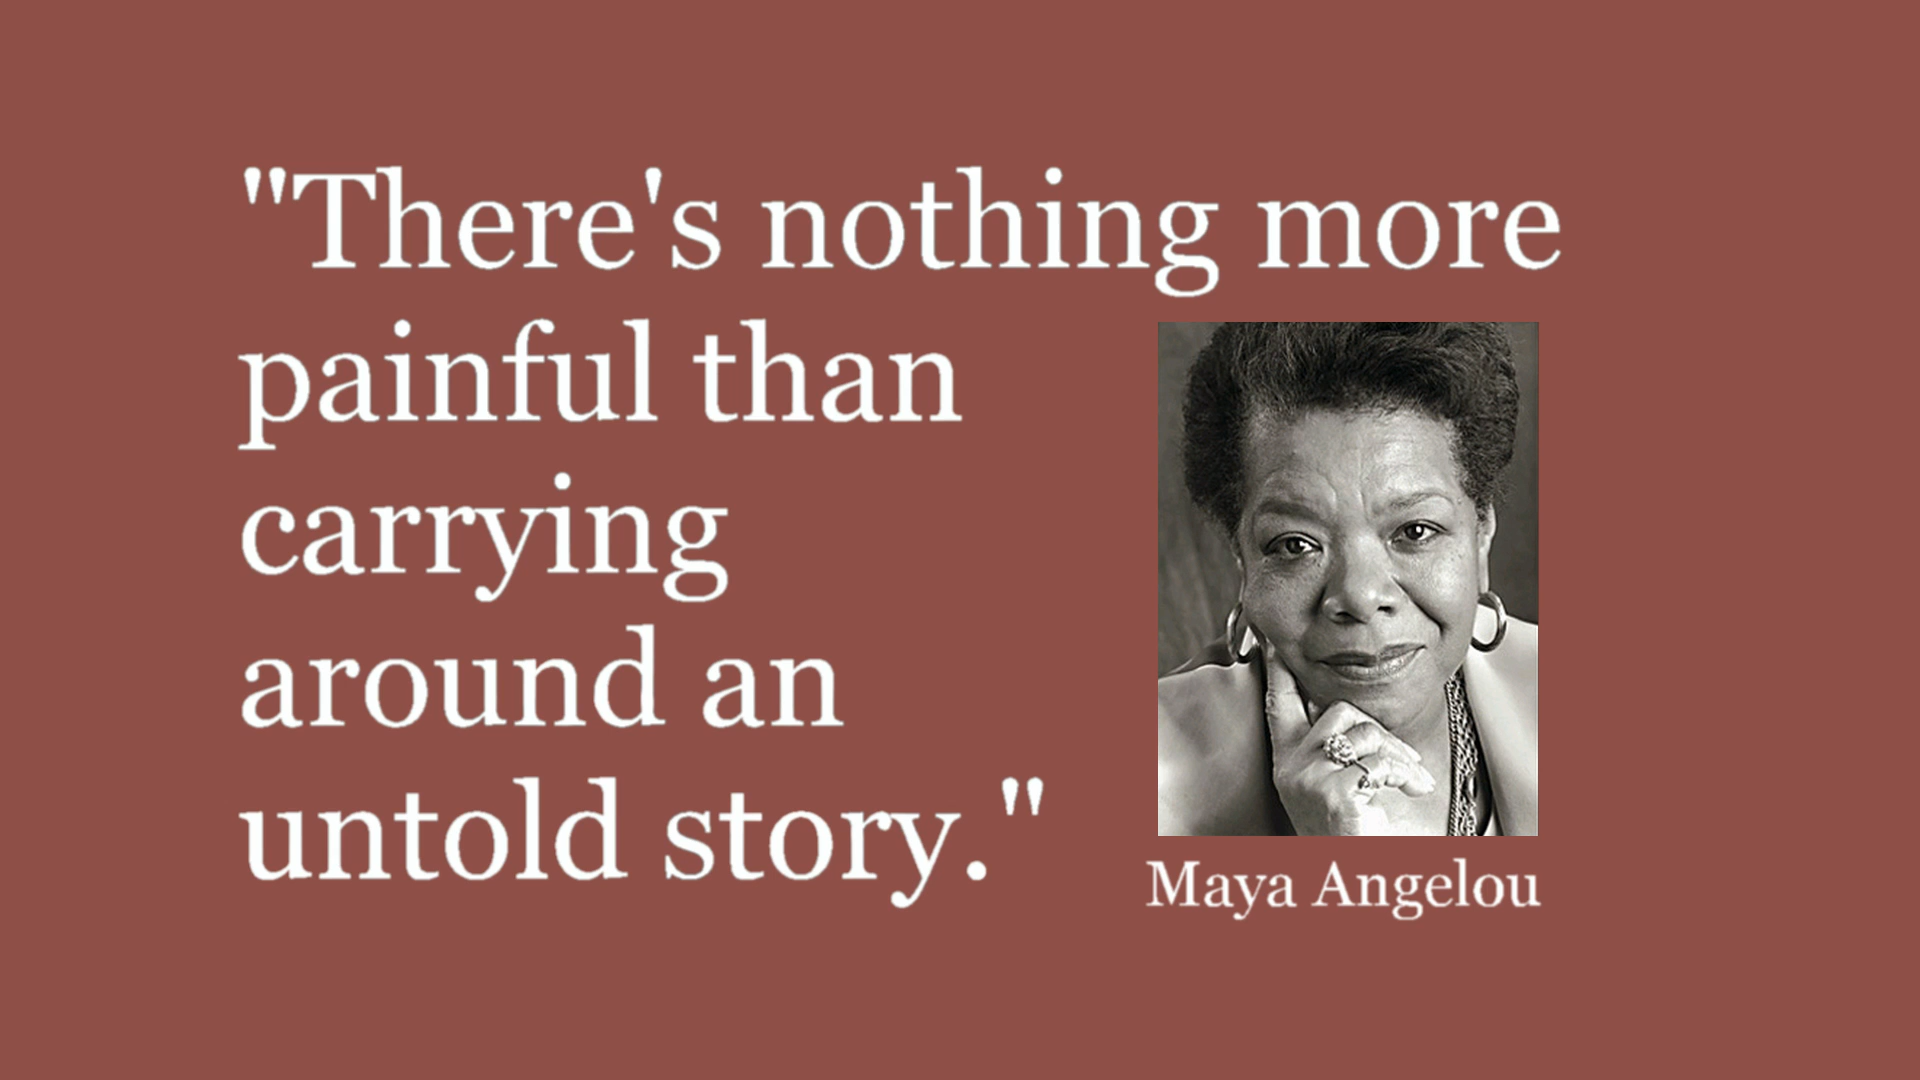 "There's nothing more
painful than
carrying
around an
untold story."
Maya Angelou